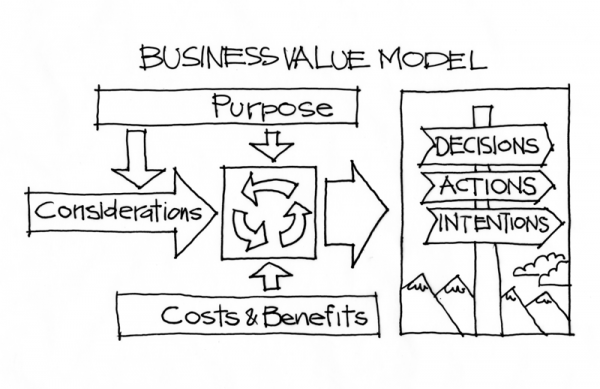 BUSINESS VALUE MODEL
Purpose
Considerations
Costs & Benefits
DECISIONS
ACTIONS
INTENTIONS